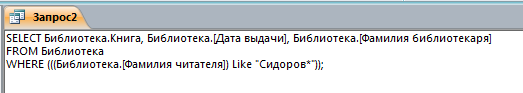 Запрос2
SELECT Библиотека.Книга, Библиотека.[Дата выдачи], Библиотека.[Фамилия библиотекаря]
FROM Библиотека
WHERE (((Библиотека.[Фамилия читателя]) Like "Сидоров*"));